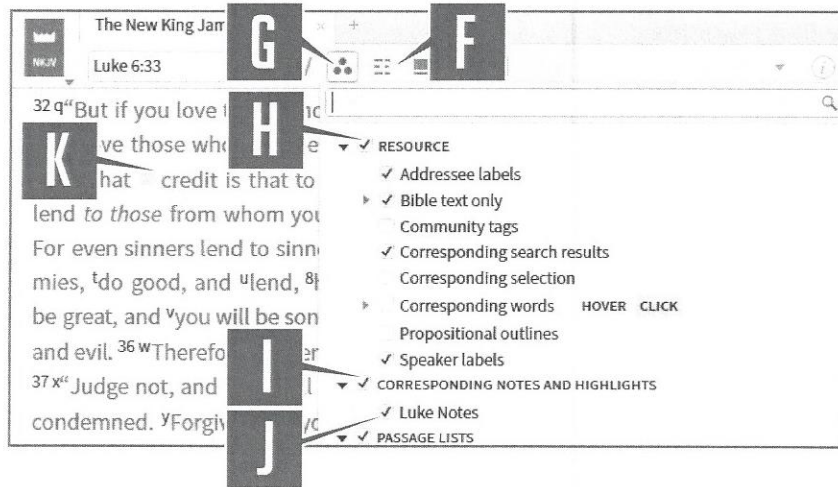 The New King Jam
× +
G
F
NKJV
Luke 6:33
32 q“But if you love
H
K
ve those who
RESOURCE
hat credit is that to
Addressee labels
lend to those from whom you
Bible text only
Community tags
For even sinners lend to sinne
Corresponding search results
mies, tdo good, and ulend, 8h
Corresponding selection
be great, and vyou will be son
Corresponding words HOVER CLICK
Propositional outlines
and evil. 36 wTherefo
Speaker labels
I
37 x“Judge not, and
CORRESPONDING NOTES AND HIGHLIGHTS
Luke Notes
condemned. yForgiv
J
PASSAGE LISTS